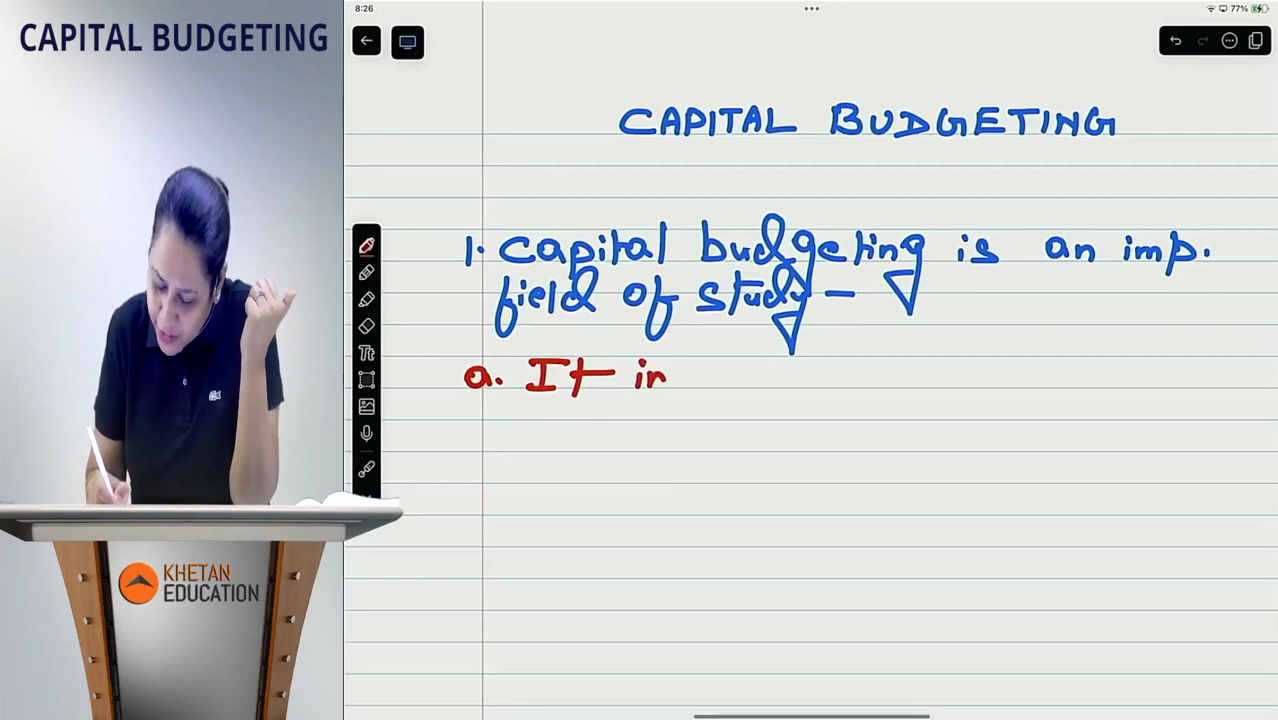 CAPITAL BUDGETING
8:26
77%
CAPITAL BUDGETING
1. Capital budgeting is an imp.
field of study –
a. It in
Tt
KHETAN
EDUCATION